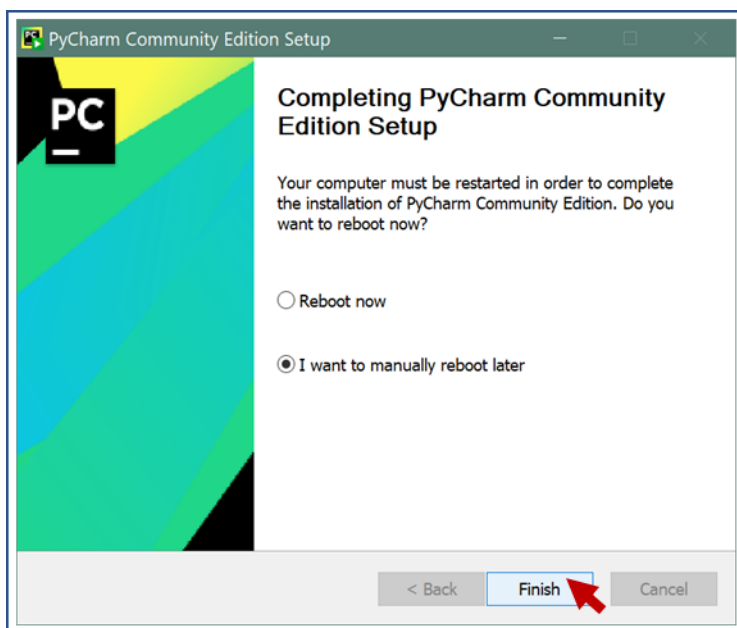 PyCharm Community Edition Setup
PC
Completing PyCharm Community
Edition Setup
Your computer must be restarted in order to complete
the installation of PyCharm Community Edition. Do you
want to reboot now?
Reboot now
I want to manually reboot later
< Back
Finish
Cancel